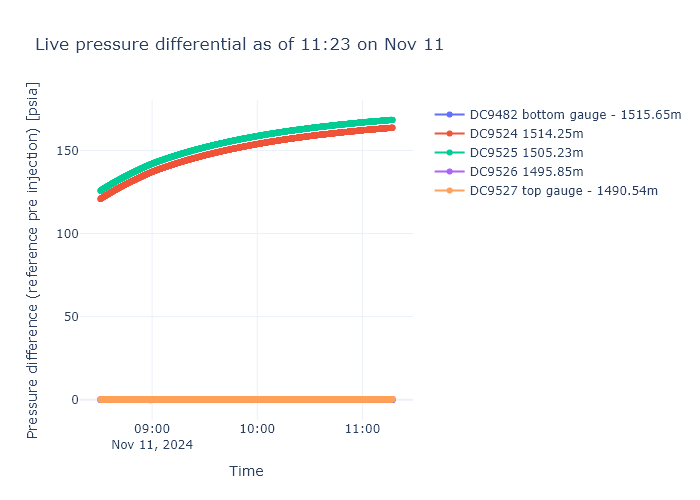 Live pressure differential as of 11:23 on Nov 11
Pressure difference (reference pre injection) [psia]
150
100
50
0
09:00
Nov 11, 2024
10:00
11:00
Time
DC9482 bottom gauge - 1515.65m
DC9524 1514.25m
DC9525 1505.23m
DC9526 1495.85m
DC9527 top gauge - 1490.54m